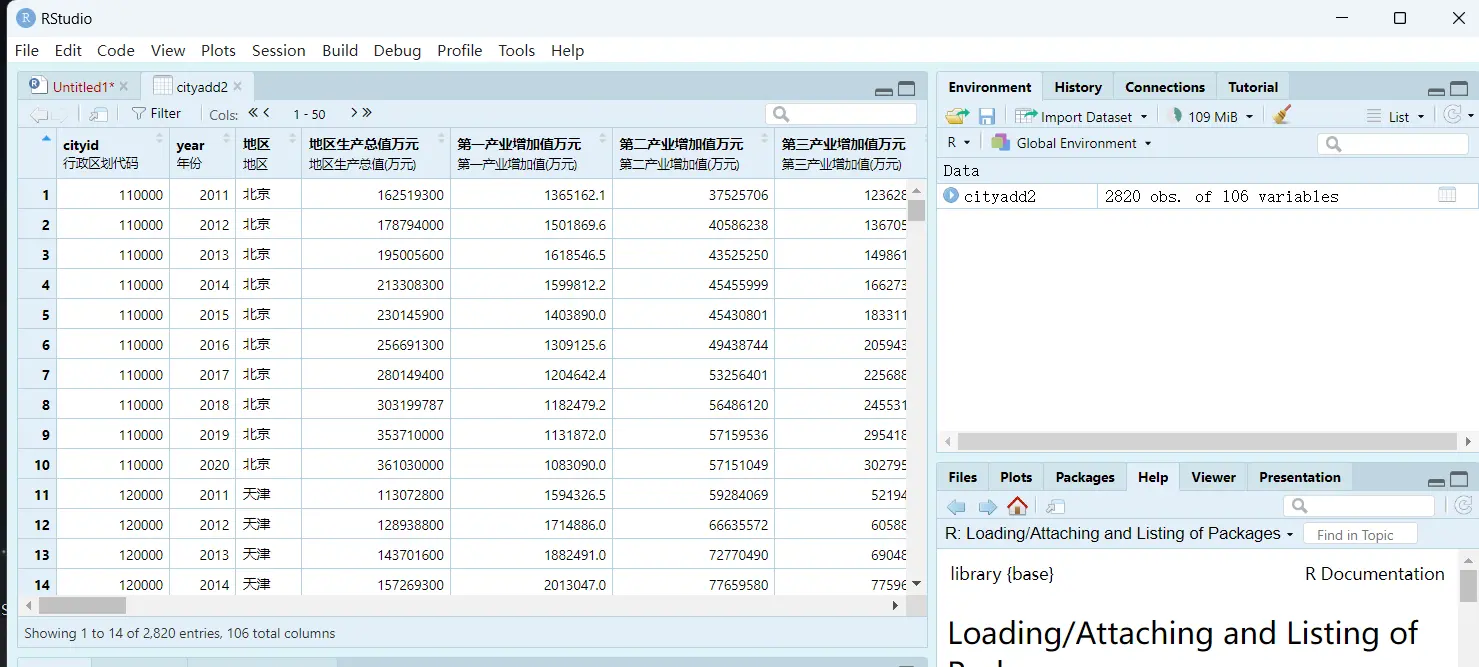 RStudio
File Edit Code View Plots Session Build Debug Profile Tools Help
Untitled1* cityadd2
Filter Cols: 1 - 50
cityid year 地区 地区生产总值万元 第一产业增加值万元 第二产业增加值万元 第三产业增加值万元
行政区划代码 年份 地区 地区生产总值(万元) 第一产业增加值(万元) 第二产业增加值(万元) 第三产业增加值(万元)
1 110000 2011 北京 162519300 1365162.1 37525706 123628
2 110000 2012 北京 178794000 1501869.6 40586238 136705
3 110000 2013 北京 195005600 1618546.5 43525250 149861
4 110000 2014 北京 213308300 1599812.2 45455999 166273
5 110000 2015 北京 230145900 1403890.0 45430801 183311
6 110000 2016 北京 256691300 1309125.6 49438744 205943
7 110000 2017 北京 280149400 1204642.4 53256401 225688
8 110000 2018 北京 303199787 1182479.2 56486120 245531
9 110000 2019 北京 353710000 1131872.0 57159536 295418
10 110000 2020 北京 361030000 1083090.0 57151049 302795
11 120000 2011 天津 113072800 1594326.5 59284069 52194
12 120000 2012 天津 128938800 1714886.0 66635572 60588
13 120000 2013 天津 143701600 1882491.0 72770490 69048
14 120000 2014 天津 157269300 2013047.0 77659580 77596
Showing 1 to 14 of 2,820 entries, 106 total columns
Environment History Connections Tutorial
Import Dataset 109 MiB List
R Global Environment
Data
cityadd2 2820 obs. of 106 variables
Files Plots Packages Help Viewer Presentation
R: Loading/Attaching and Listing of Packages Find in Topic
library {base} R Documentation
Loading/Attaching and Listing of